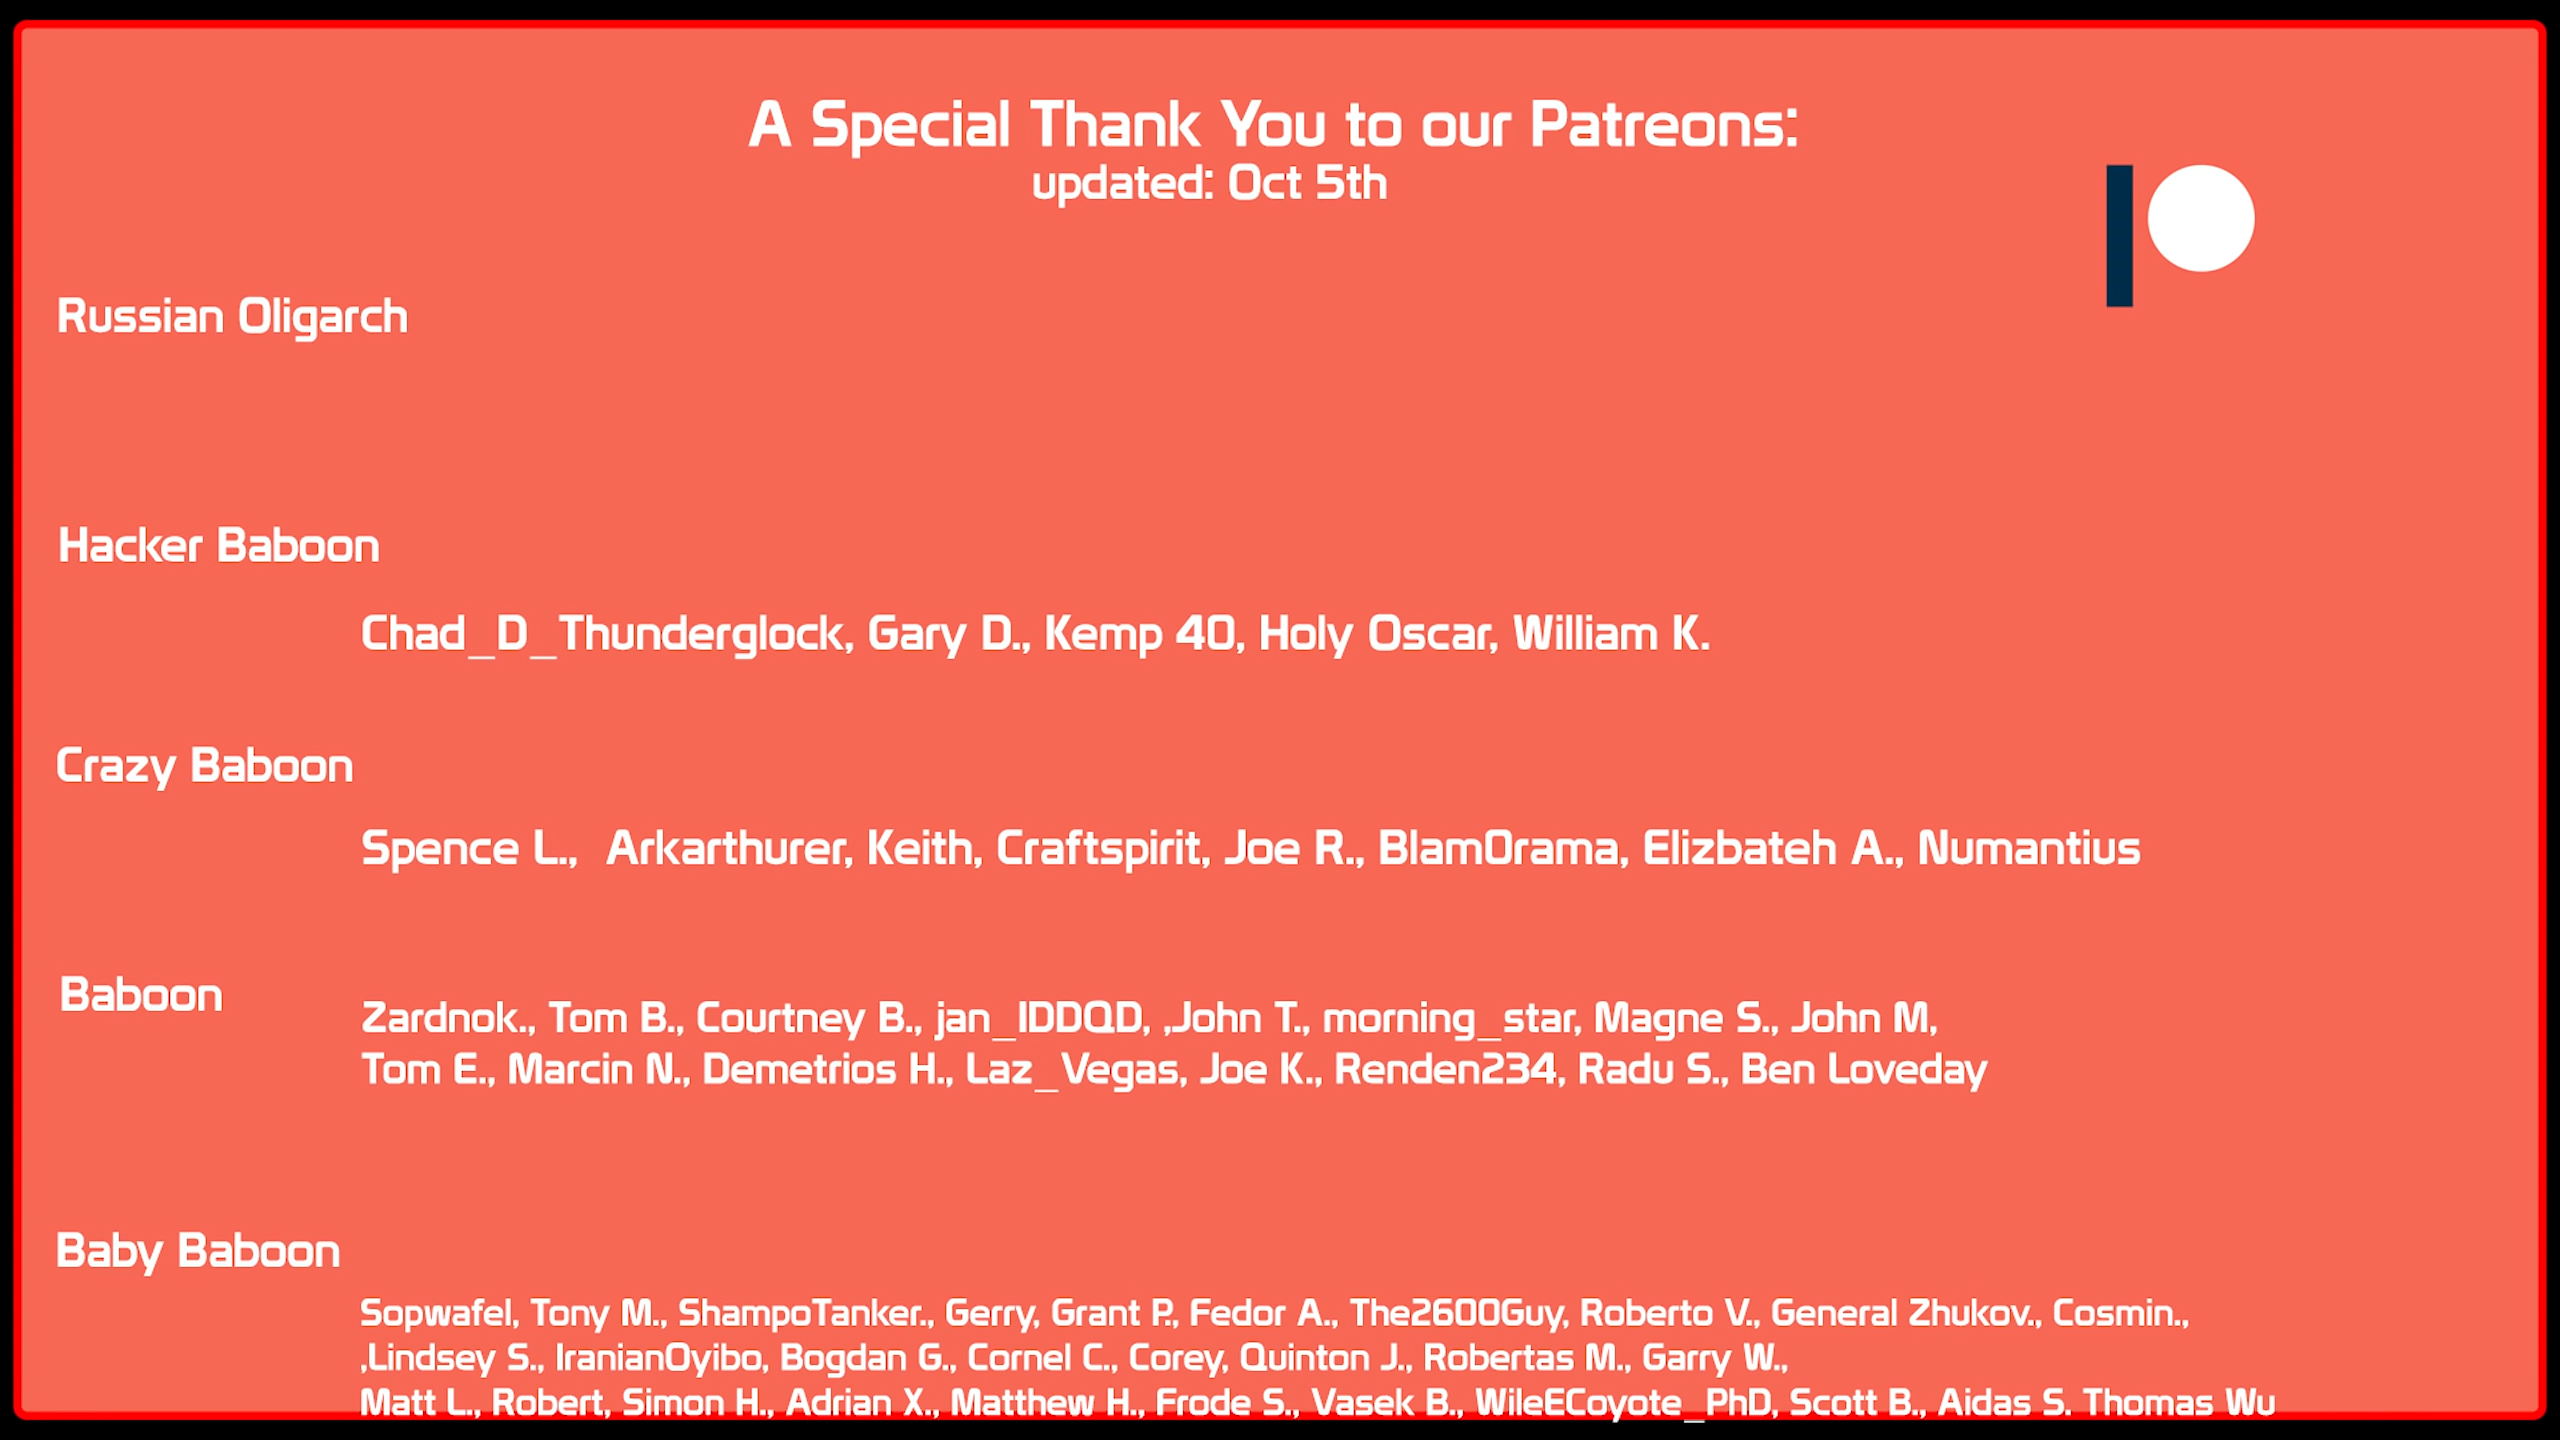 A Special Thank You to our Patreons:
updated: Oct 5th
Russian Oligarch
Hacker Baboon
Chad_D_Thunderglock, Gary D., Kemp 40, Holy Oscar, William K.
Crazy Baboon
Spence L.,  Arkarthurer, Keith, Craftspirit, Joe R., Blam0rama, Elizbateh A., Numantius
Baboon
Zardnok., Tom B., Courtney B., jan_IDDQD, ,John T., morning_star, Magne S., John M,
Tom E., Marcin N., Demetrios H., Laz_Vegas, Joe K., Renden234, Radu S., Ben Loveday
Baby Baboon
Sopwafel, Tony M., ShampoTanker., Gerry, Grant P., Fedor A., The2600Guy, Roberto V., General Zhukov., Cosmin.,
,Lindsey S., IranianOyibo, Bogdan G., Cornel C., Corey, Quinton J., Robertas M., Garry W.,
Matt L., Robert, Simon H., Adrian X., Matthew H., Frode S., Vasek B., WileECoyote_PhD, Scott B., Aidas S. Thomas Wu